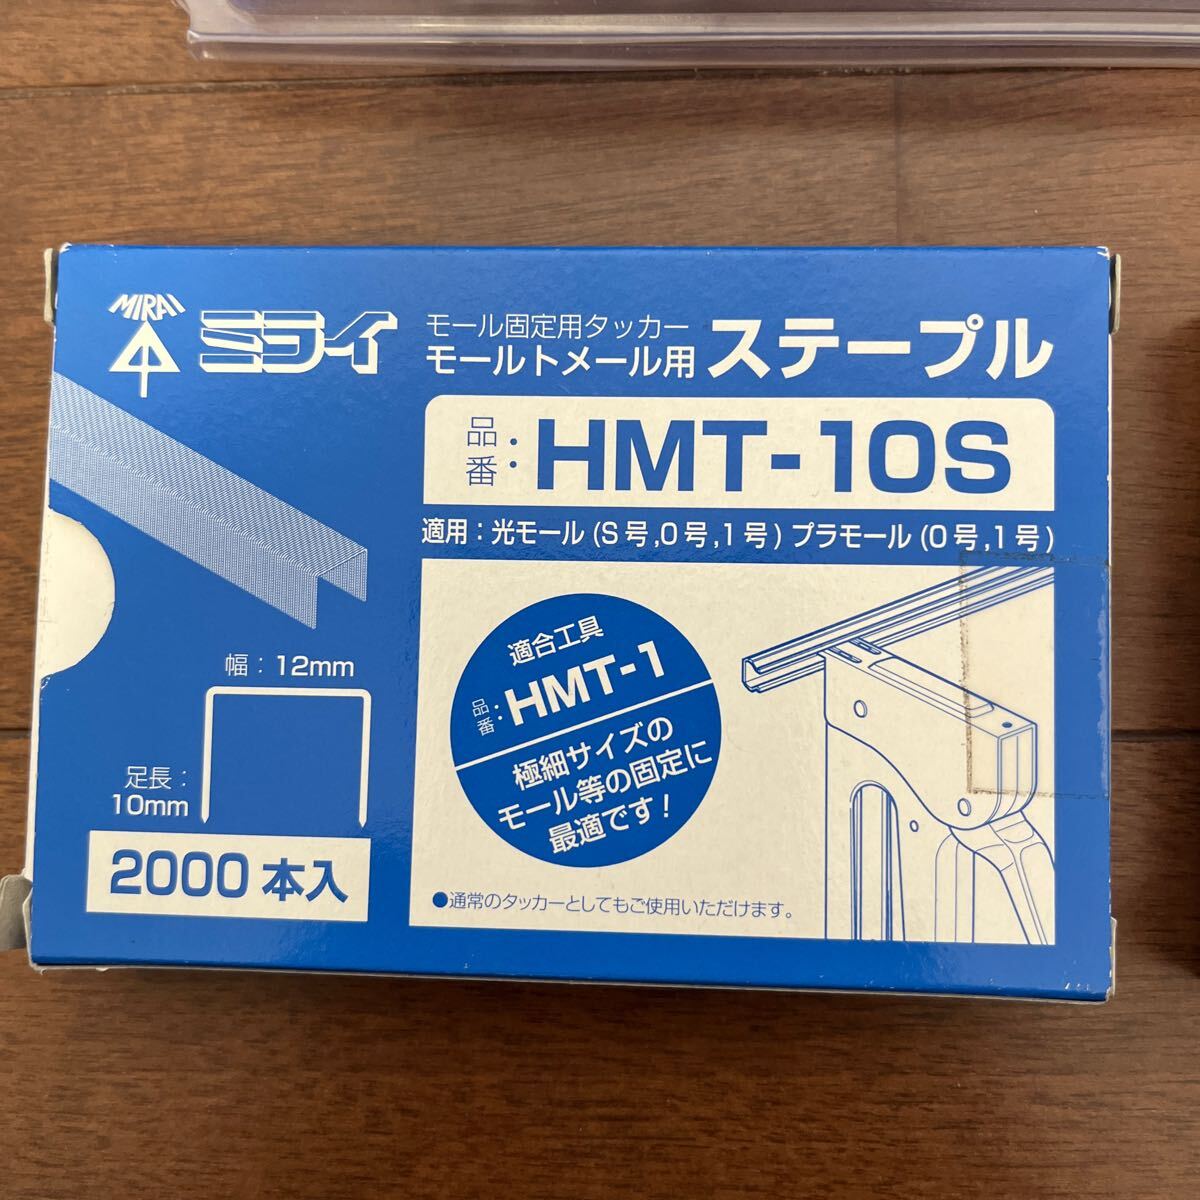 MIRAI
ミライ
モール固定用タッカー
モールトメール用 ステープル
品番: HMT-10S
適用:光モール(S号,0号,1号)プラモール(0号,1号)
幅:12mm
足長:
10mm
2000本入
適合工具
品番: HMT-1
極細サイズの
モール等の固定に
最適です!
●通常のタッカーとしてもご使用いただけます。